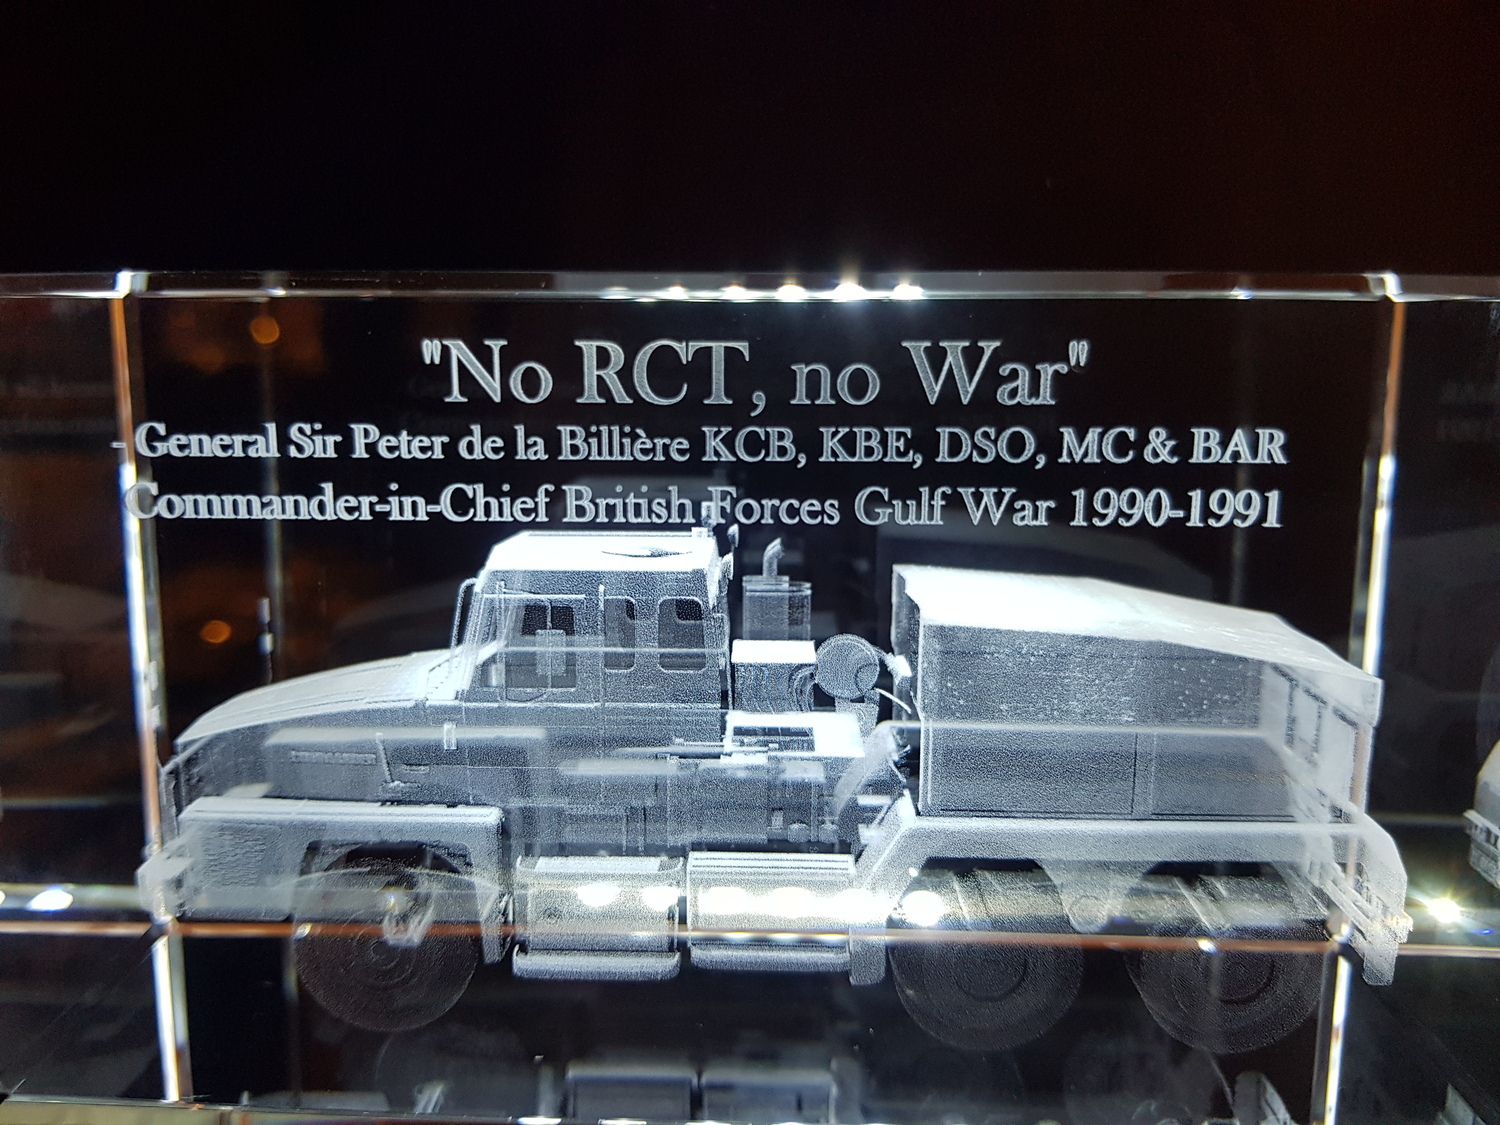 "No RCT, no War"
- General Sir Peter de la Billière KCB, KBE, DSO, MC & BAR
Commander-in-Chief British Forces Gulf War 1990-1991